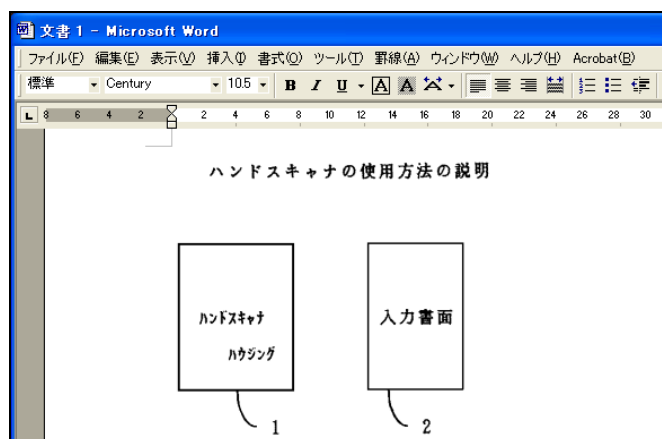 文書 1 - Microsoft Word
ファイル(F) 編集(E) 表示(V) 挿入(I) 書式(O) ツール(T) 罫線(A) ウィンドウ(W) ヘルプ(H) Acrobat(B)
標準 Century 10.5 B I U A A
L 8 6 4 2 2 4 6 8 10 12 14 16 18 20 22 24 26 28 30
ハンドスキャナの使用方法の説明
ハンドスキャナ 入力書面
ハウジング
1 2